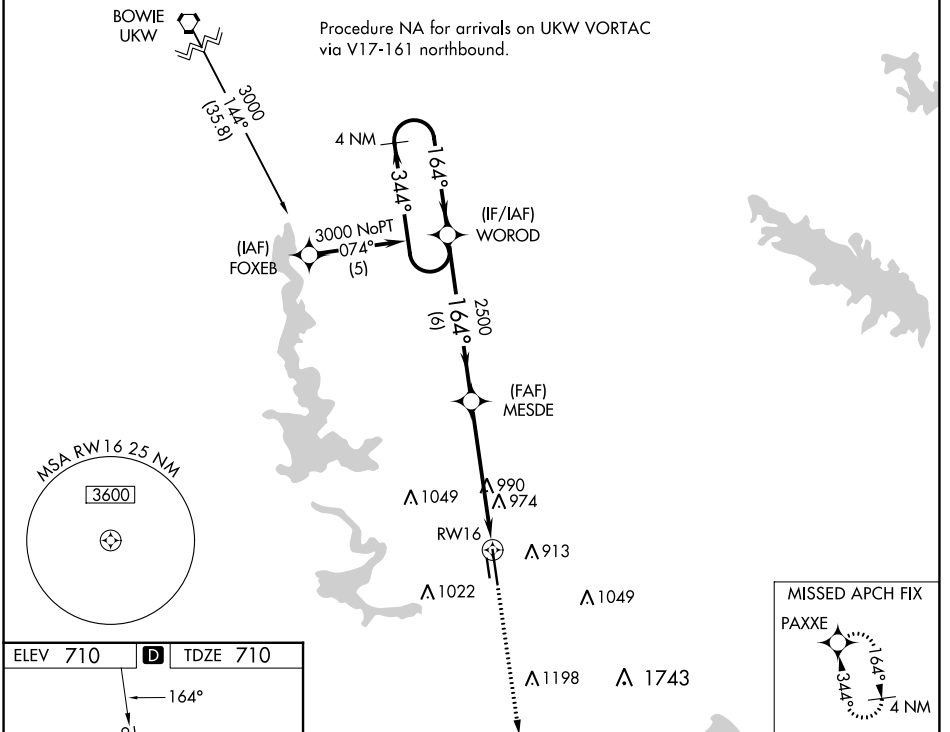 BOWIE
UKW
Procedure NA for arrivals on UKW VORTAC
via V17-161 northbound.
3000
144°
(35.8)
4 NM
344°
164°
(IF/IAF)
WOROD
(IAF)
FOXEB
3000 NoPT
074°
(5)
2500
164°
(6)
(FAF)
MESDE
MSA RW16 25 NM
3600
1049
990
974
RW16
913
1022
1049
1198
1743
MISSED APCH FIX
PAXXE
164°
344°
4 NM
ELEV 710
D
TDZE 710
164°